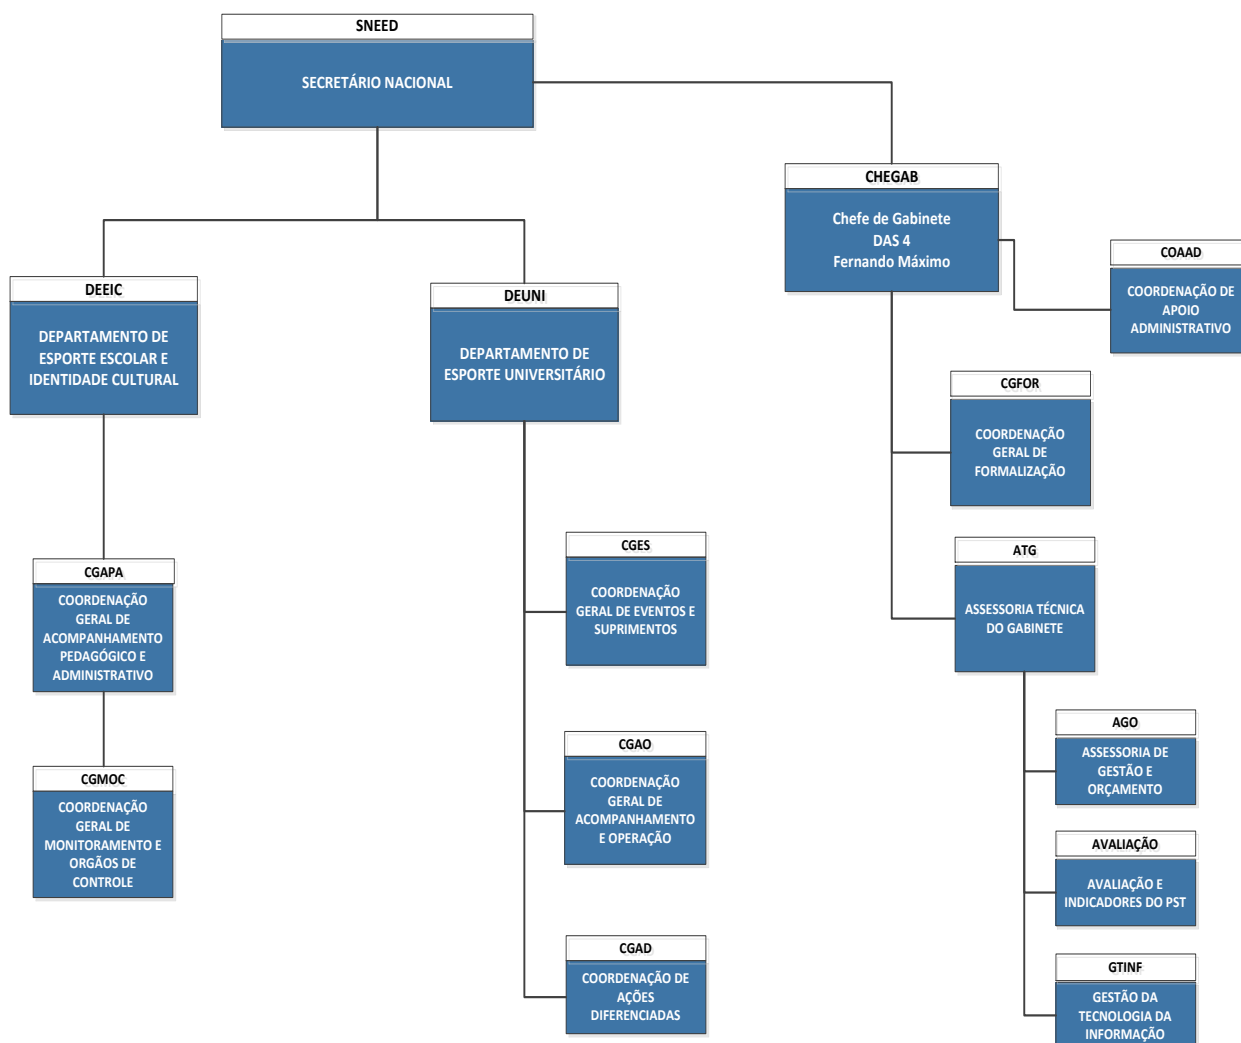 SNEED
SECRETÁRIO NACIONAL
CHEGAB
Chefe de Gabinete
DAS 4
Fernando Máximo
COAAD
COORDENAÇÃO DE
APOIO
ADMINISTRATIVO
DEEIC
DEPARTAMENTO DE
ESPORTE ESCOLAR E
IDENTIDADE CULTURAL
DEUNI
DEPARTAMENTO DE
ESPORTE UNIVERSITÁRIO
CGFOR
COORDENAÇÃO
GERAL DE
FORMALIZAÇÃO
CGAPA
COORDENAÇÃO
GERAL DE
ACOMPANHAMENTO
PEDAGÓGICO E
ADMINISTRATIVO
CGES
COORDENAÇÃO
GERAL DE EVENTOS E
SUPRIMENTOS
ATG
ASSESSORIA TÉCNICA
DO GABINETE
CGMOC
COORDENAÇÃO
GERAL DE
MONITORAMENTO E
ORGÃOS DE
CONTROLE
CGAO
COORDENAÇÃO
GERAL DE
ACOMPANHAMENTO
E OPERAÇÃO
AGO
ASSESSORIA DE
GESTÃO E
ORÇAMENTO
AVALIAÇÃO
AVALIAÇÃO E
INDICADORES DO PST
CGAD
COORDENAÇÃO DE
AÇÕES
DIFERENCIADAS
GTINF
GESTÃO DA
TECNOLOGIA DA
INFORMAÇÃO